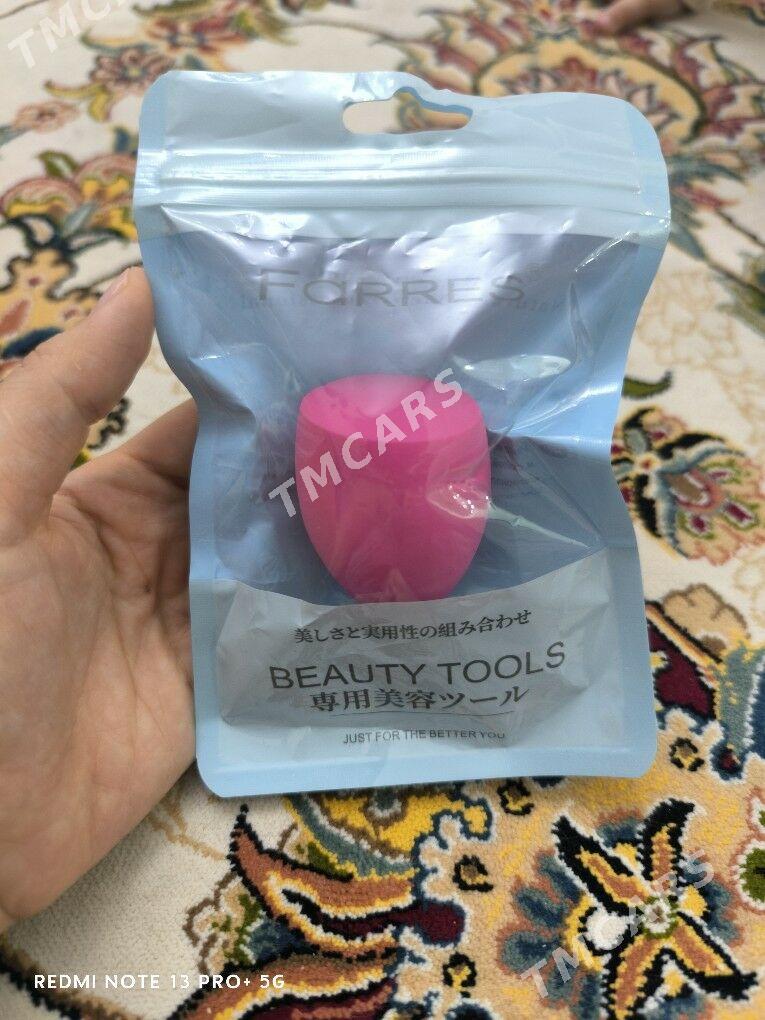 TMCARS
FARRES
TMCARS
美しさと実用性の組み合わせ
BEAUTY TOOLS
専用美容ツール
JUST FOR THE BETTER YOU
TMCARS
REDMI NOTE 13 PRO+ 5G